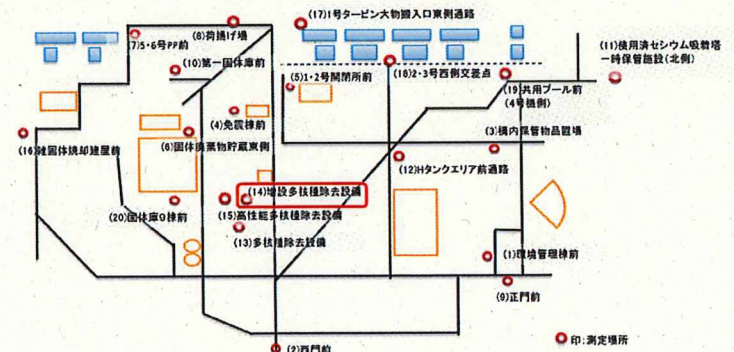 (17)1号タービン大物搬入口東側通路
(8)荷揚げ場
(7)5・6号PP前
(10)第一固体庫前
(11)使用済セシウム吸着塔
一時保管施設(北側)
(5)1・2号開閉所前
(18)2・3号西側交差点
(19)共用プール前
(4号機側)
(4)免震棟前
(3)構内保管物品置場
(16)雑固体焼却建屋前
(6)固体廃棄物貯蔵東側
(12)Hタンクエリア前通路
(14)増設多核種除去設備
(20)固体庫9棟前
(15)高性能多核種除去設備
(13)多核種除去設備
(1)環境管理棟前
(9)正門前
(2)西門前
印:測定場所